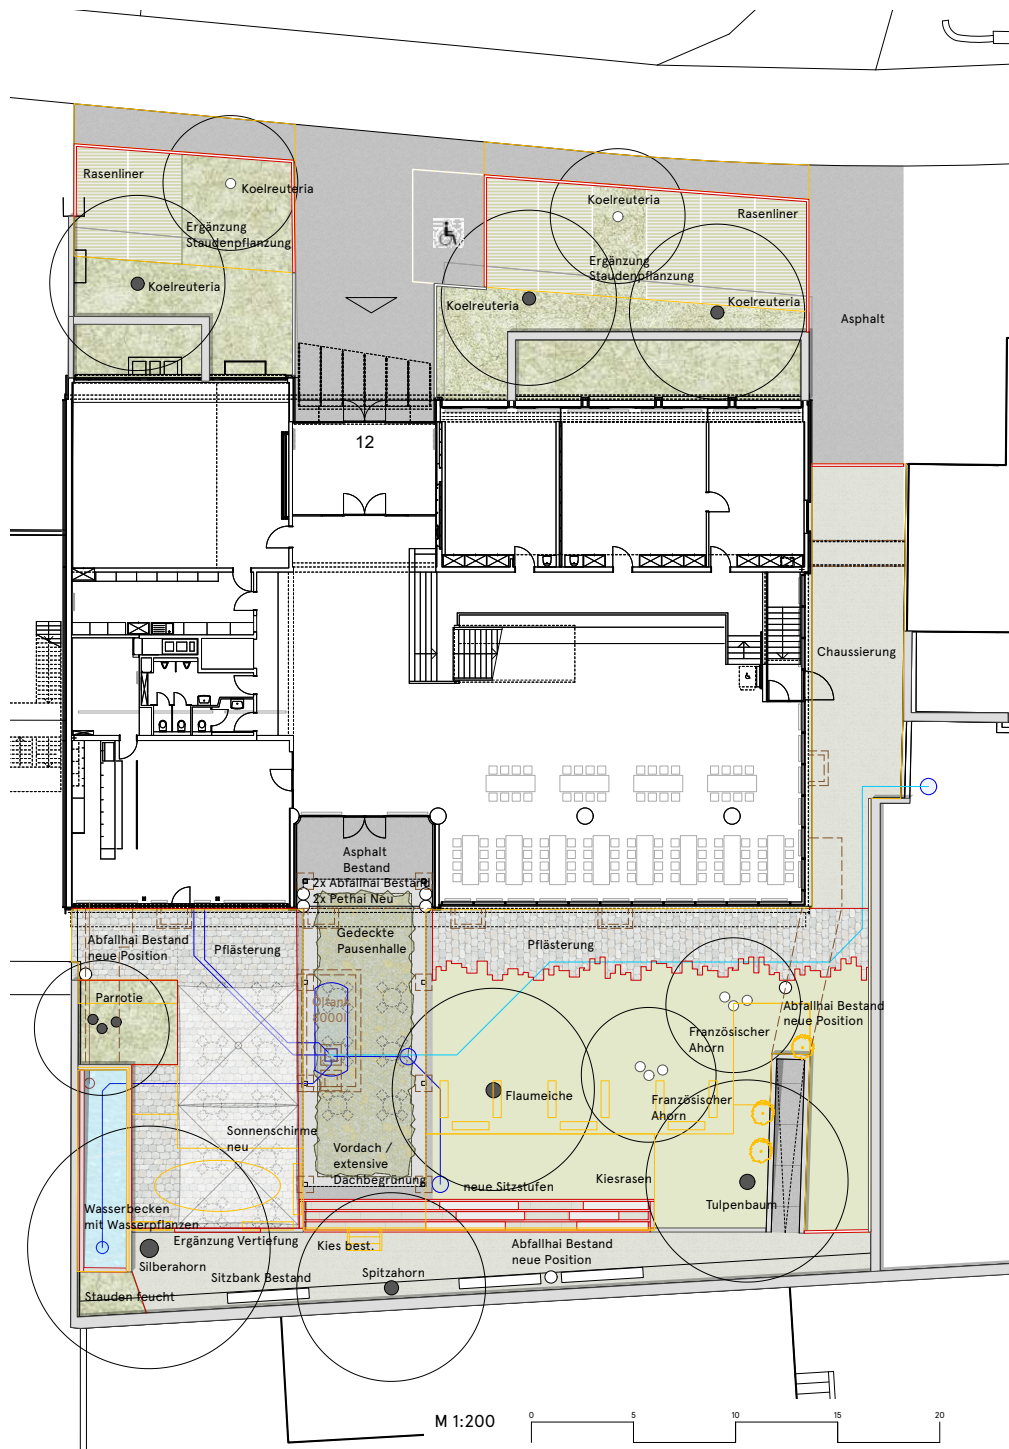 Rasenliner
Koelreuteria
Koelreuteria
Rasenliner
Ergänzung
Staudenpflanzung
Ergänzung
Staudenpflanzung
Koelreuteria
Koelreuteria
Koelreuteria
Asphalt
12
Chaussierung
Asphalt
Bestand
2x Abfallhai Bestand
2x Pethai Neu
Gedeckte
Pausenhalle
Abfallhai Bestand
neue Position
Pflästerung
Pflästerung
Parrotie
Öltank
8000l
Abfallhai Bestand
neue Position
Französischer
Ahorn
Flaumeiche
Französischer
Ahorn
Sonnenschirme
neu
Vordach /
extensive
Dachbegrünung
neue Sitzstufen
Kiesrasen
Tulpenbaum
Wasserbecken
mit Wasserpflanzen
Ergänzung Vertiefung
Kies best.
Abfallhai Bestand
neue Position
Silberahorn
Sitzbank Bestand
Spitzahorn
Stauden feucht
M 1:200
0 5 10 15 20